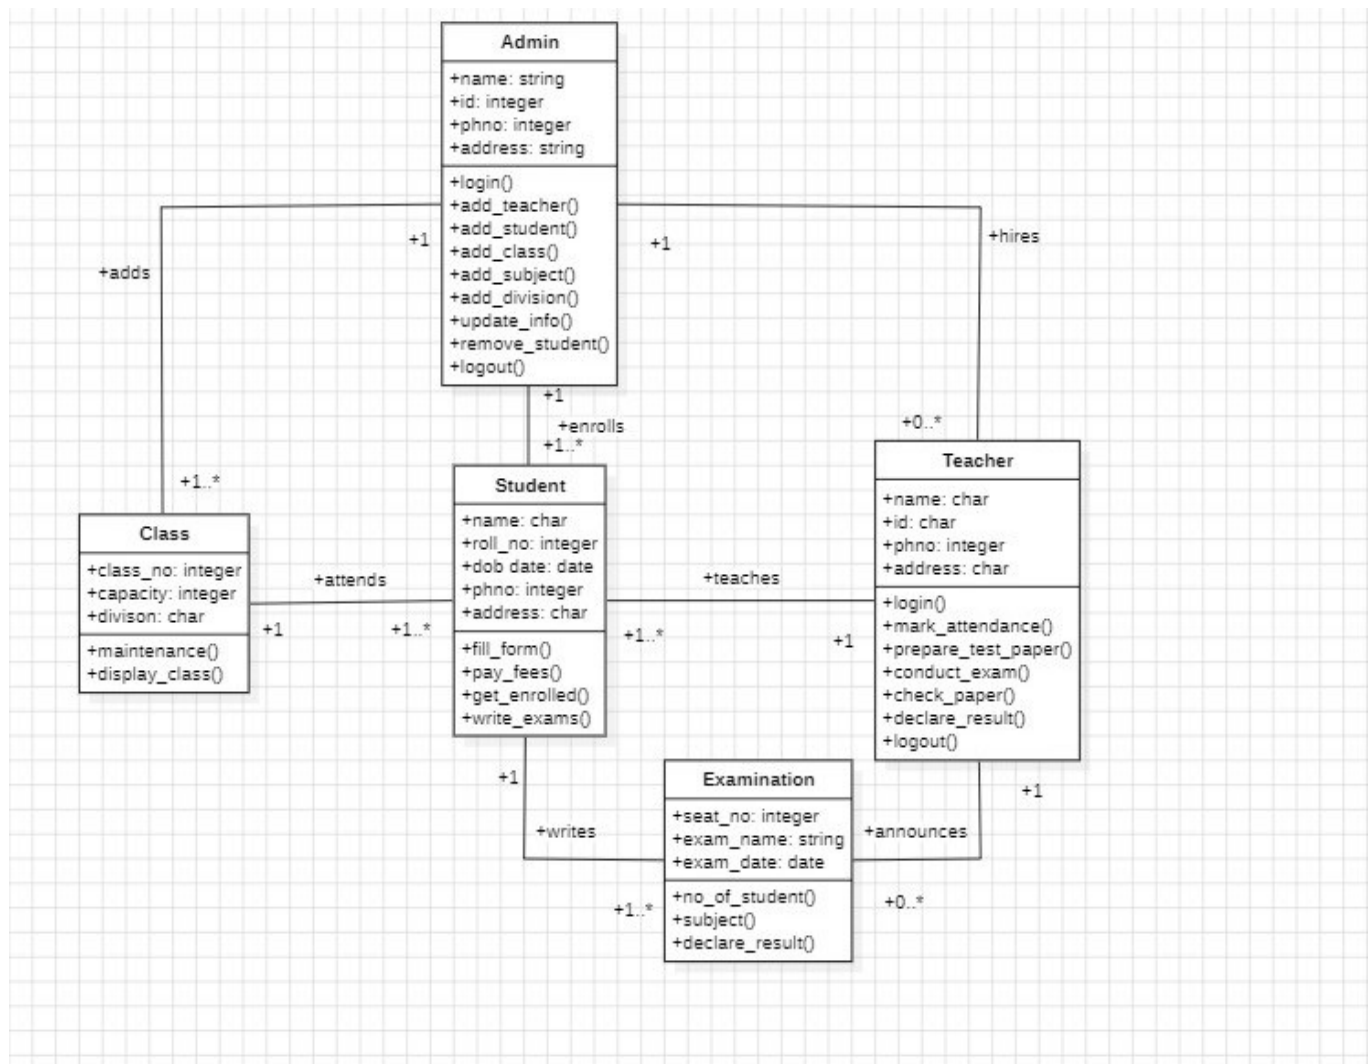 Admin
+name: string
+id: integer
+phno: integer
+address: string
+login()
+add_teacher()
+add_student()
+add_class()
+add_subject()
+add_division()
+update_info()
+remove_student()
+logout()
+1
+1
+adds
+hires
+1
+enrolls
+1..*
+0..*
+1..*
Class
+class_no: integer
+capacity: integer
+divison: char
+maintenance()
+display_class()
+attends
+1
+1..*
Student
+name: char
+roll_no: integer
+dob date: date
+phno: integer
+address: char
+fill_form()
+pay_fees()
+get_enrolled()
+write_exams()
+teaches
+1..*
+1
Teacher
+name: char
+id: char
+phno: integer
+address: char
+login()
+mark_attendance()
+prepare_test_paper()
+conduct_exam()
+check_paper()
+declare_result()
+logout()
+1
+writes
+1..*
Examination
+seat_no: integer
+exam_name: string
+exam_date: date
+no_of_student()
+subject()
+declare_result()
+1
+announces
+0..*